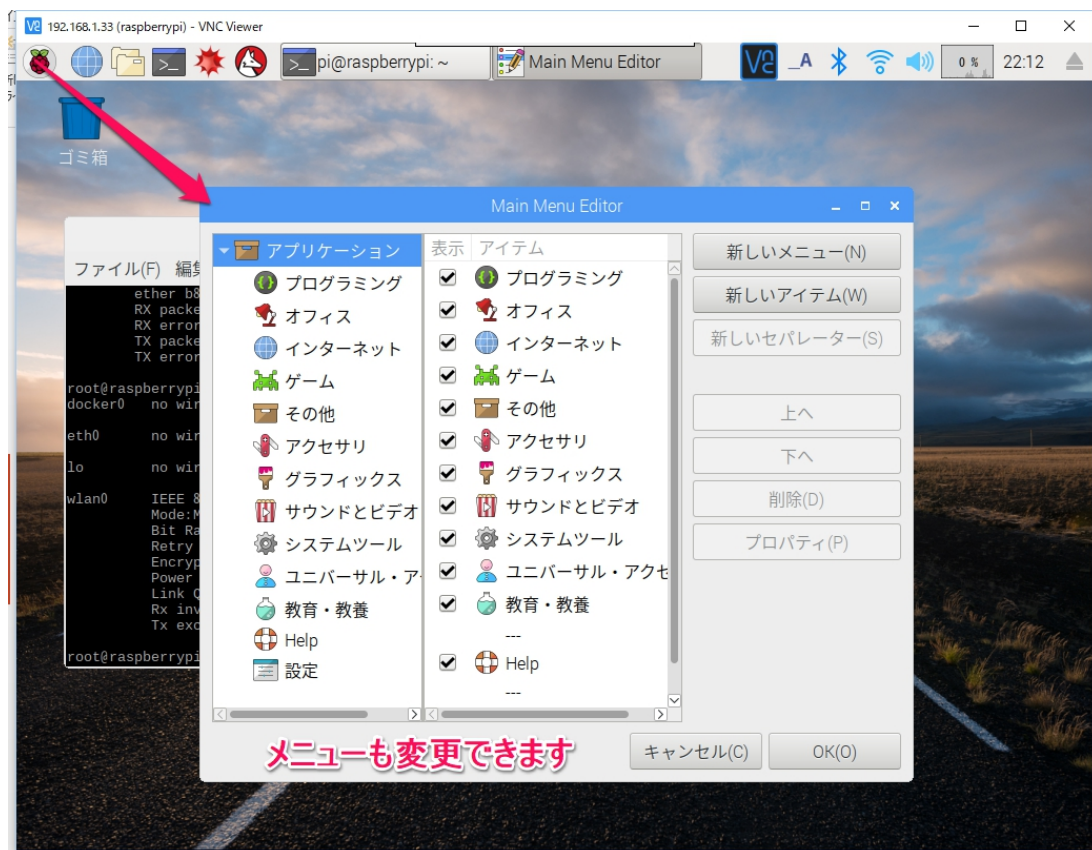 192.168.1.33 (raspberrypi) - VNC Viewer
pi@raspberrypi: ~
Main Menu Editor
_A
0 %
22:12
ゴミ箱
Main Menu Editor
ファイル(F) 編集
ether b8
RX packe
RX error
TX packe
TX error
root@raspberrypi
docker0 no wir
eth0 no wir
lo no wir
wlan0 IEEE 8
Mode:M
Bit Ra
Retry
Encryp
Power
Link Q
Rx inv
Tx exc
root@raspberrypi
アプリケーション
プログラミング
オフィス
インターネット
ゲーム
その他
アクセサリ
グラフィックス
サウンドとビデオ
システムツール
ユニバーサル・ア
教育・教養
Help
設定
表示 アイテム
プログラミング
オフィス
インターネット
ゲーム
その他
アクセサリ
グラフィックス
サウンドとビデオ
システムツール
ユニバーサル・アクセ
教育・教養
---
Help
---
新しいメニュー(N)
新しいアイテム(W)
新しいセパレーター(S)
上へ
下へ
削除(D)
プロパティ(P)
メニューも変更できます
キャンセル(C)
OK(O)